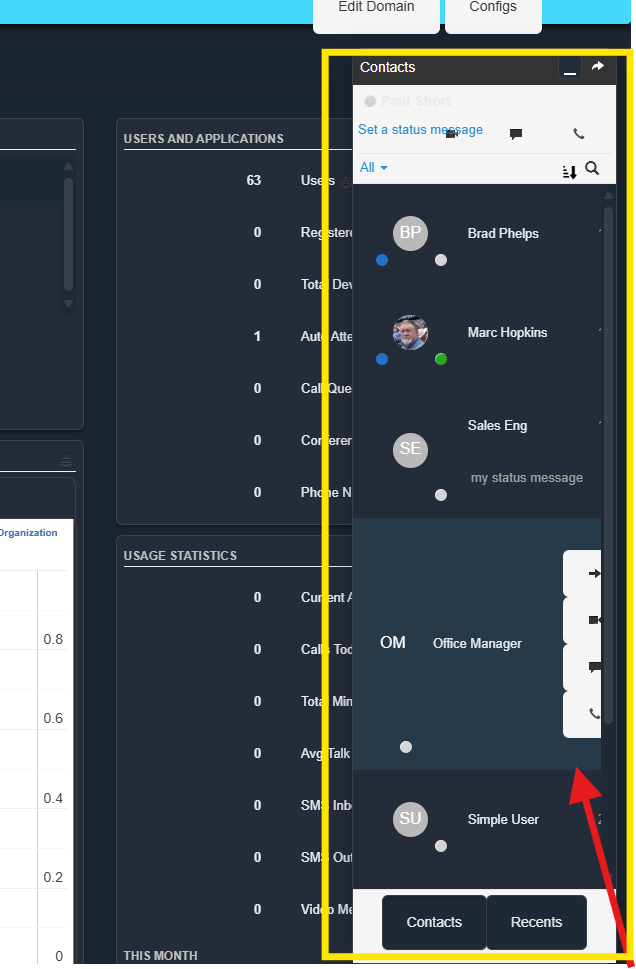 Edit Domain
Configs
Contacts
Paul Short
Set a status message
All
BP
Brad Phelps
Marc Hopkins
SE
Sales Eng
my status message
OM
Office Manager
SU
Simple User
Contacts
Recents
USERS AND APPLICATIONS
63 Users
0 Registere
0 Total Dev
1 Auto Atte
0 Call Que
0 Conferen
0 Phone N
USAGE STATISTICS
0 Current A
0 Calls Tod
0 Total Min
0 Avg Talk
0 SMS Inb
0 SMS Out
0 Video Me
THIS MONTH
Organization
0.8
0.6
0.4
0.2
0